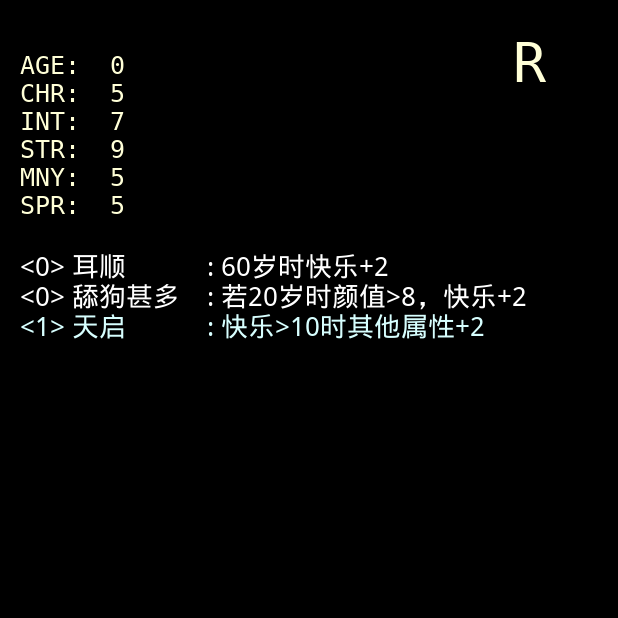 R
AGE: 0
CHR: 5
INT: 7
STR: 9
MNY: 5
SPR: 5
<0> 耳顺 : 60岁时快乐+2
<0> 舔狗甚多 : 若20岁时颜值>8，快乐+2
<1> 天启 : 快乐>10时其他属性+2